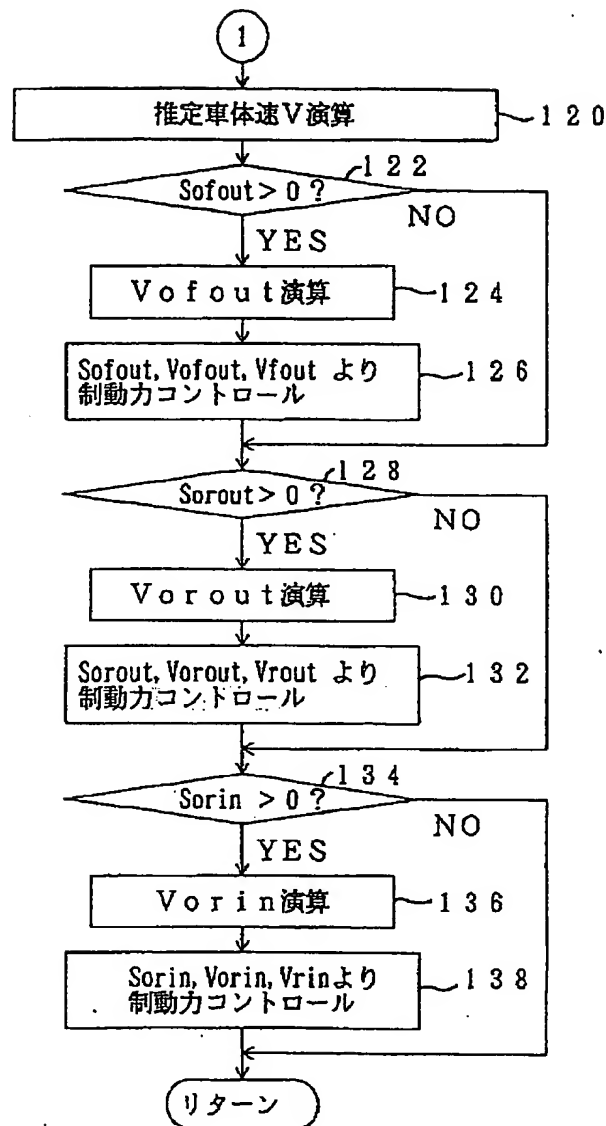 1
推定車体速V演算
120
122
Sofout>0?
NO
YES
Vofout演算
124
Sofout,Vofout,Vfout より
制動力コントロール
126
128
Sorout>0?
NO
YES
Vorout演算
130
Sorout,Vorout,Vrout より
制動力コントロール
132
134
Sorin >0?
NO
YES
Vorin演算
136
Sorin,Vorin,Vrinより
制動力コントロール
138
リターン